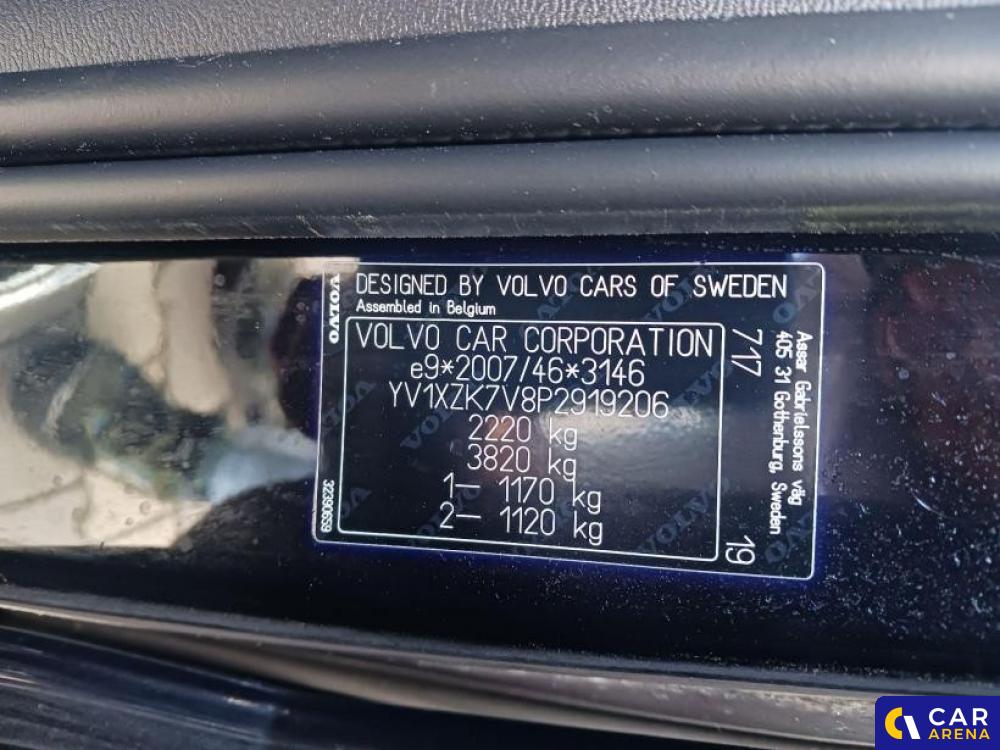 DESIGNED BY VOLVO CARS OF SWEDEN
Assembled in Belgium
VOLVO
VOLVO CAR CORPORATION
e9*2007/46*3146
YV1XZK7V8P2919206
2220 kg
3820 kg
1– 1170 kg
2– 1120 kg
717
19
Assar Gabrielssons väg
405 31 Gothenburg, Sweden
32390659
CAR
ARENA